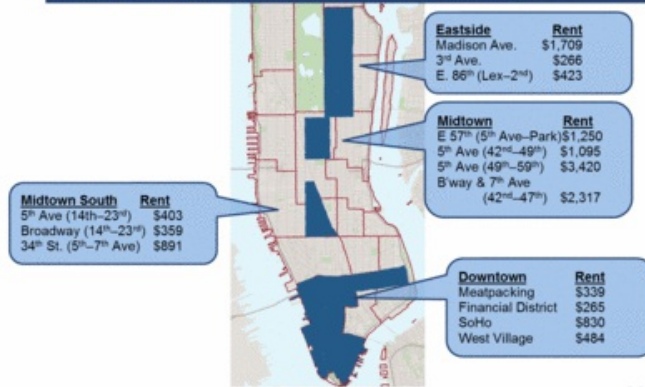 Eastside Rent
Madison Ave. $1,709
3rd Ave. $266
E. 86th (Lex–2nd) $423
Midtown Rent
E 57th (5th Ave–Park) $1,250
5th Ave (42nd–49th) $1,095
5th Ave (49th–59th) $3,420
B'way & 7th Ave
(42nd–47th) $2,317
Midtown South Rent
5th Ave (14th–23rd) $403
Broadway (14th–23rd) $359
34th St. (5th–7th Ave) $891
Downtown Rent
Meatpacking $339
Financial District $265
SoHo $830
West Village $484